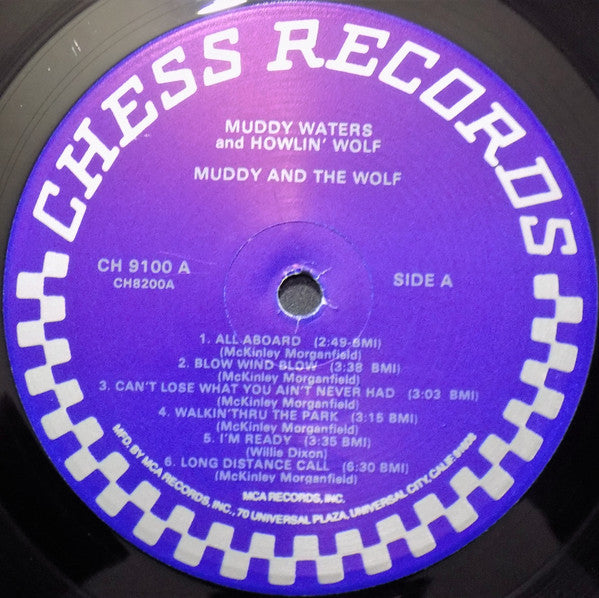 CHESS RECORDS
MUDDY WATERS
and HOWLIN' WOLF
MUDDY AND THE WOLF
CH 9100 A
CH8200A
SIDE A
1. ALL ABOARD (2:49-BMI)
(McKinley Morganfield)
2. BLOW WIND BLOW (3:38 BMI)
(McKinley Morganfield)
3. CAN'T LOSE WHAT YOU AIN'T NEVER HAD (3:03 BMI)
(McKinley Morganfield)
4. WALKIN'THRU THE PARK (3:15 BMI)
(McKinley Morganfield)
5. I'M READY (3:35 BMI)
(Willie Dixon)
6. LONG DISTANCE CALL (6:30 BMI)
(McKinley Morganfield)
MCA RECORDS, INC.
MFD. BY MCA RECORDS, INC., 70 UNIVERSAL PLAZA, UNIVERSAL CITY, CALIF.